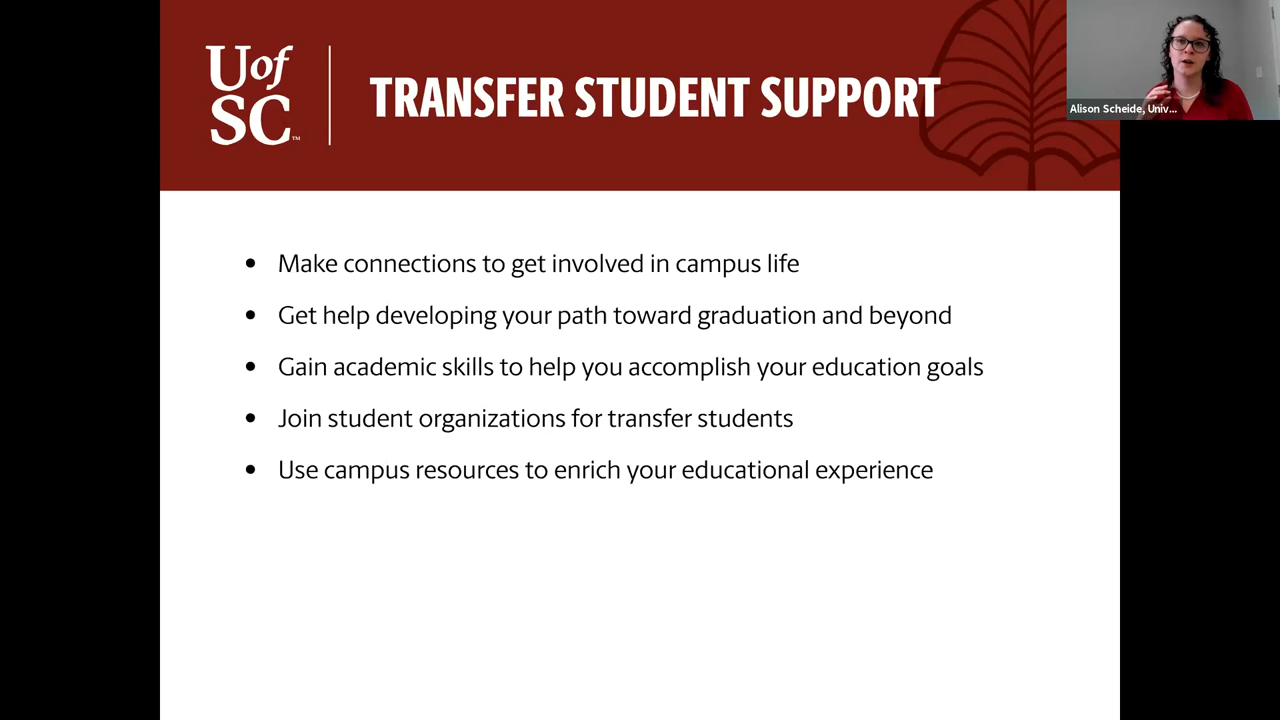 U of
SC™
TRANSFER STUDENT SUPPORT
Alison Scheide, Univ...
• Make connections to get involved in campus life
• Get help developing your path toward graduation and beyond
• Gain academic skills to help you accomplish your education goals
• Join student organizations for transfer students
• Use campus resources to enrich your educational experience